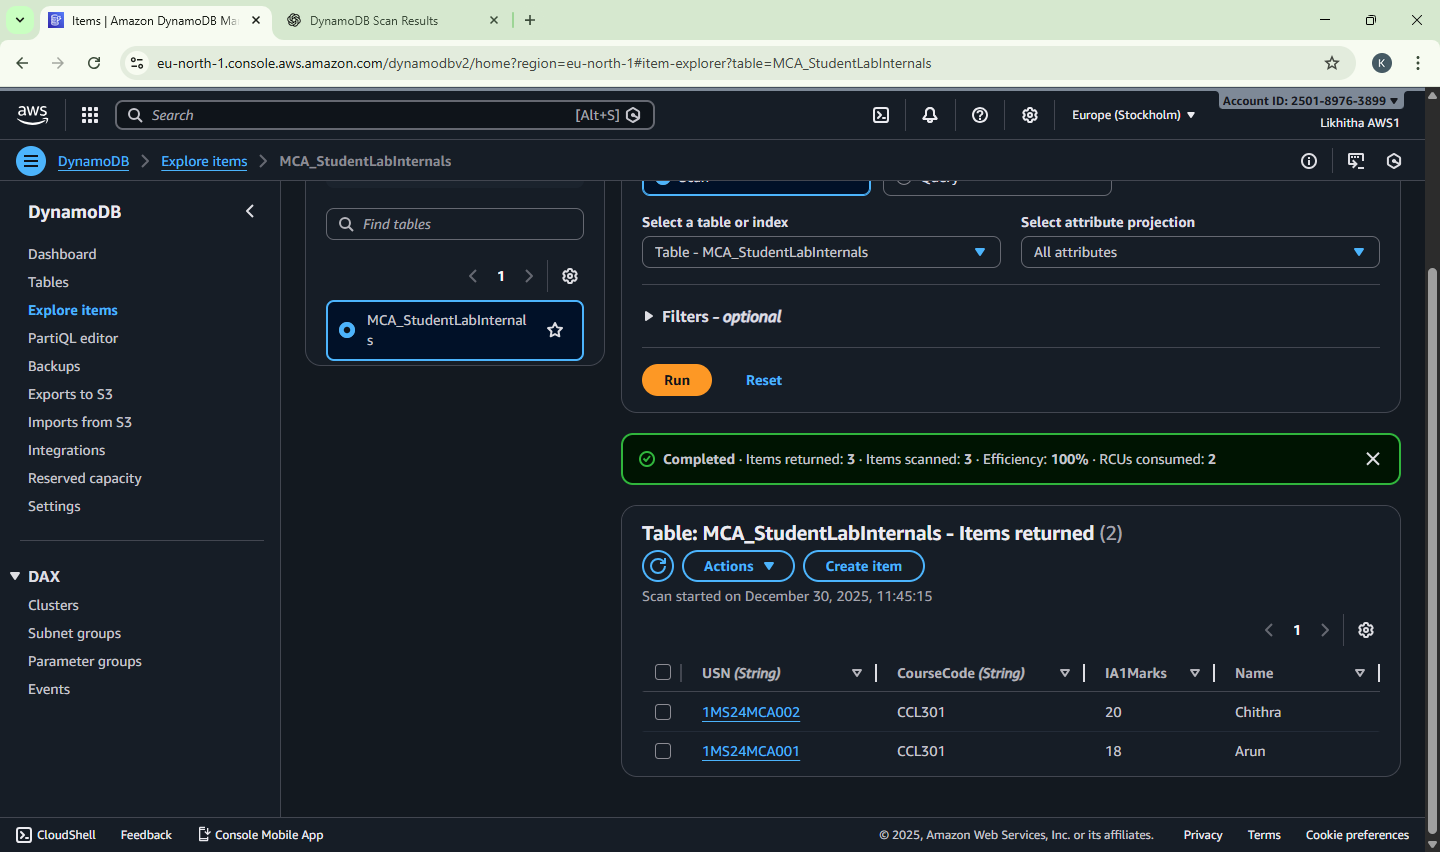 Items | Amazon DynamoDB Ma
DynamoDB Scan Results
eu-north-1.console.aws.amazon.com/dynamodbv2/home?region=eu-north-1#item-explorer?table=MCA_StudentLabInternals
K
aws
Search
[Alt+S]
Europe (Stockholm)
Account ID: 2501-8976-3899
Likhitha AWS1
DynamoDB
Explore items
MCA_StudentLabInternals
DynamoDB
Dashboard
Tables
Explore items
PartiQL editor
Backups
Exports to S3
Imports from S3
Integrations
Reserved capacity
Settings
DAX
Clusters
Subnet groups
Parameter groups
Events
Find tables
1
MCA_StudentLabInternal
s
Scan
Query
Select a table or index
Select attribute projection
Table - MCA_StudentLabInternals
All attributes
Filters - optional
Run
Reset
Completed · Items returned: 3 · Items scanned: 3 · Efficiency: 100% · RCUs consumed: 2
Table: MCA_StudentLabInternals - Items returned (2)
Actions
Create item
Scan started on December 30, 2025, 11:45:15
1
USN (String) CourseCode (String) IA1Marks Name
1MS24MCA002 CCL301 20 Chithra
1MS24MCA001 CCL301 18 Arun
CloudShell
Feedback
Console Mobile App
© 2025, Amazon Web Services, Inc. or its affiliates.
Privacy
Terms
Cookie preferences